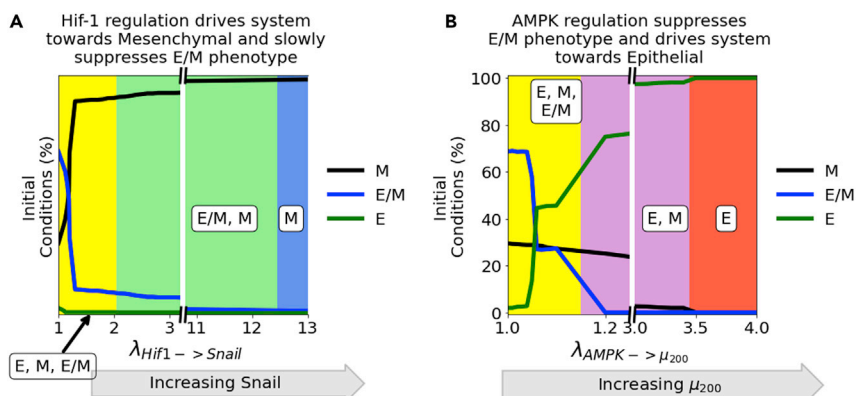 A
Hif-1 regulation drives system
towards Mesenchymal and slowly
suppresses E/M phenotype
Initial
Conditions (%)
E/M, M
M
M
E/M
E
1 2 3 11 12 13
λHif1->Snail
E, M, E/M
Increasing Snail
B
AMPK regulation suppresses
E/M phenotype and drives system
towards Epithelial
Initial
Conditions (%)
100
80
60
40
20
0
E, M,
E/M
E, M
E
M
E/M
E
1.0 1.2 3.0 3.5 4.0
λAMPK->μ200
Increasing μ200